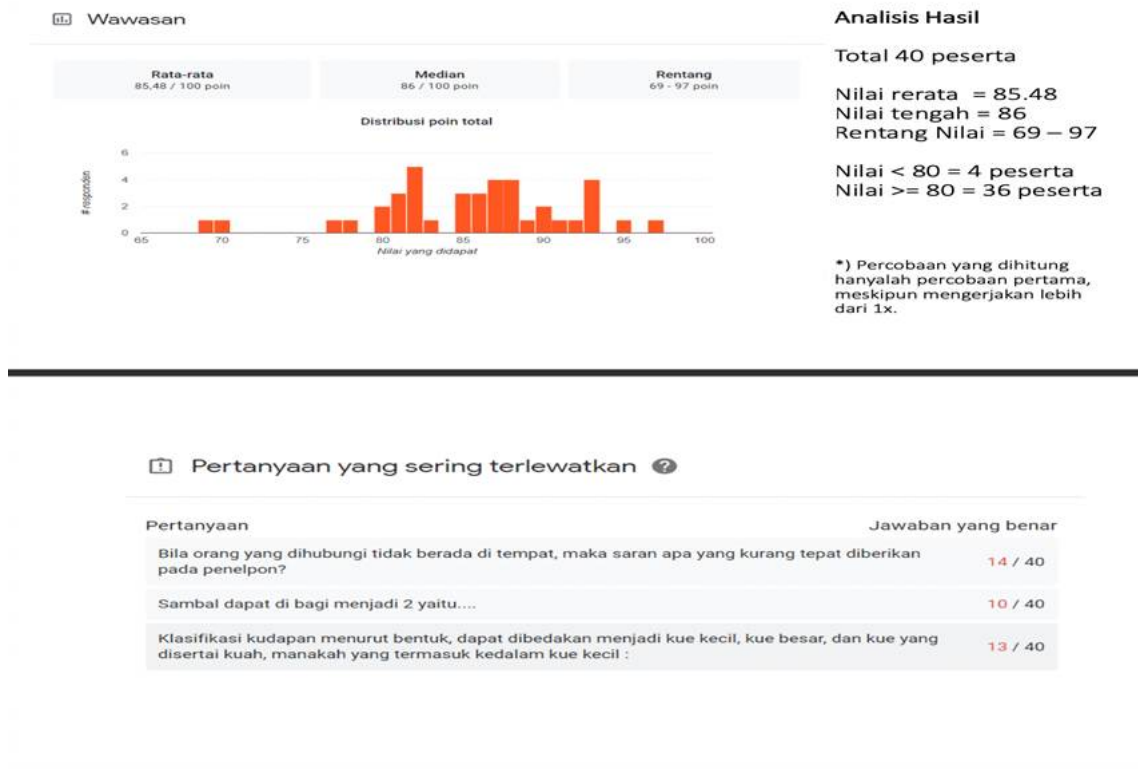 Wawasan
Rata-rata
85,48 / 100 poin
Median
86 / 100 poin
Rentang
69 - 97 poin
Distribusi poin total
# responden
6
4
2
0
65
70
75
80
85
90
95
100
Nilai yang didapat
Analisis Hasil
Total 40 peserta
Nilai rerata = 85.48
Nilai tengah = 86
Rentang Nilai = 69 – 97
Nilai < 80 = 4 peserta
Nilai >= 80 = 36 peserta
*) Percobaan yang dihitung
hanyalah percobaan pertama,
meskipun mengerjakan lebih
dari 1x.
Pertanyaan yang sering terlewatkan
Pertanyaan
Jawaban yang benar
Bila orang yang dihubungi tidak berada di tempat, maka saran apa yang kurang tepat diberikan
pada penelpon?
14 / 40
Sambal dapat di bagi menjadi 2 yaitu....
10 / 40
Klasifikasi kudapan menurut bentuk, dapat dibedakan menjadi kue kecil, kue besar, dan kue yang
disertai kuah, manakah yang termasuk kedalam kue kecil :
13 / 40